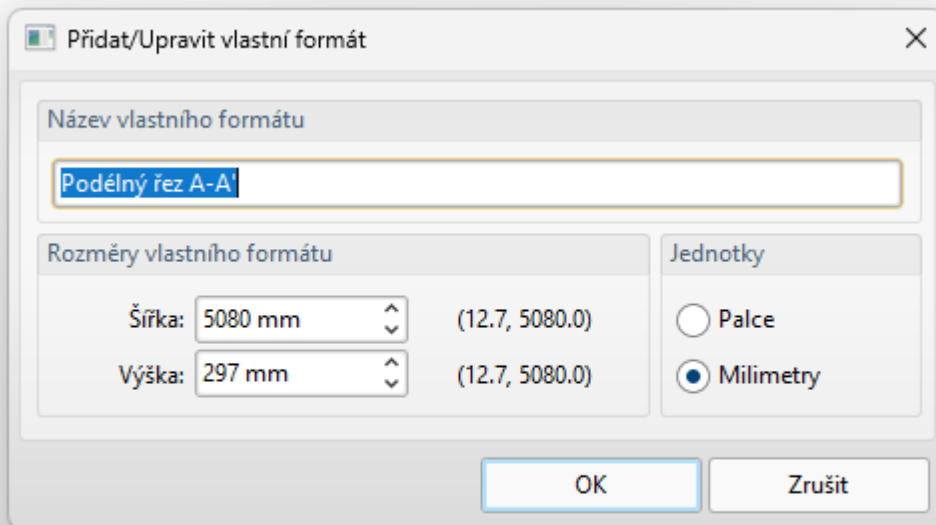 Přidat/Upravit vlastní formát
Název vlastního formátu
Podélný řez A-A'
Rozměry vlastního formátu
Šířka: 5080 mm (12.7, 5080.0)
Výška: 297 mm (12.7, 5080.0)
Jednotky
Palce
Milimetry
OK Zrušit